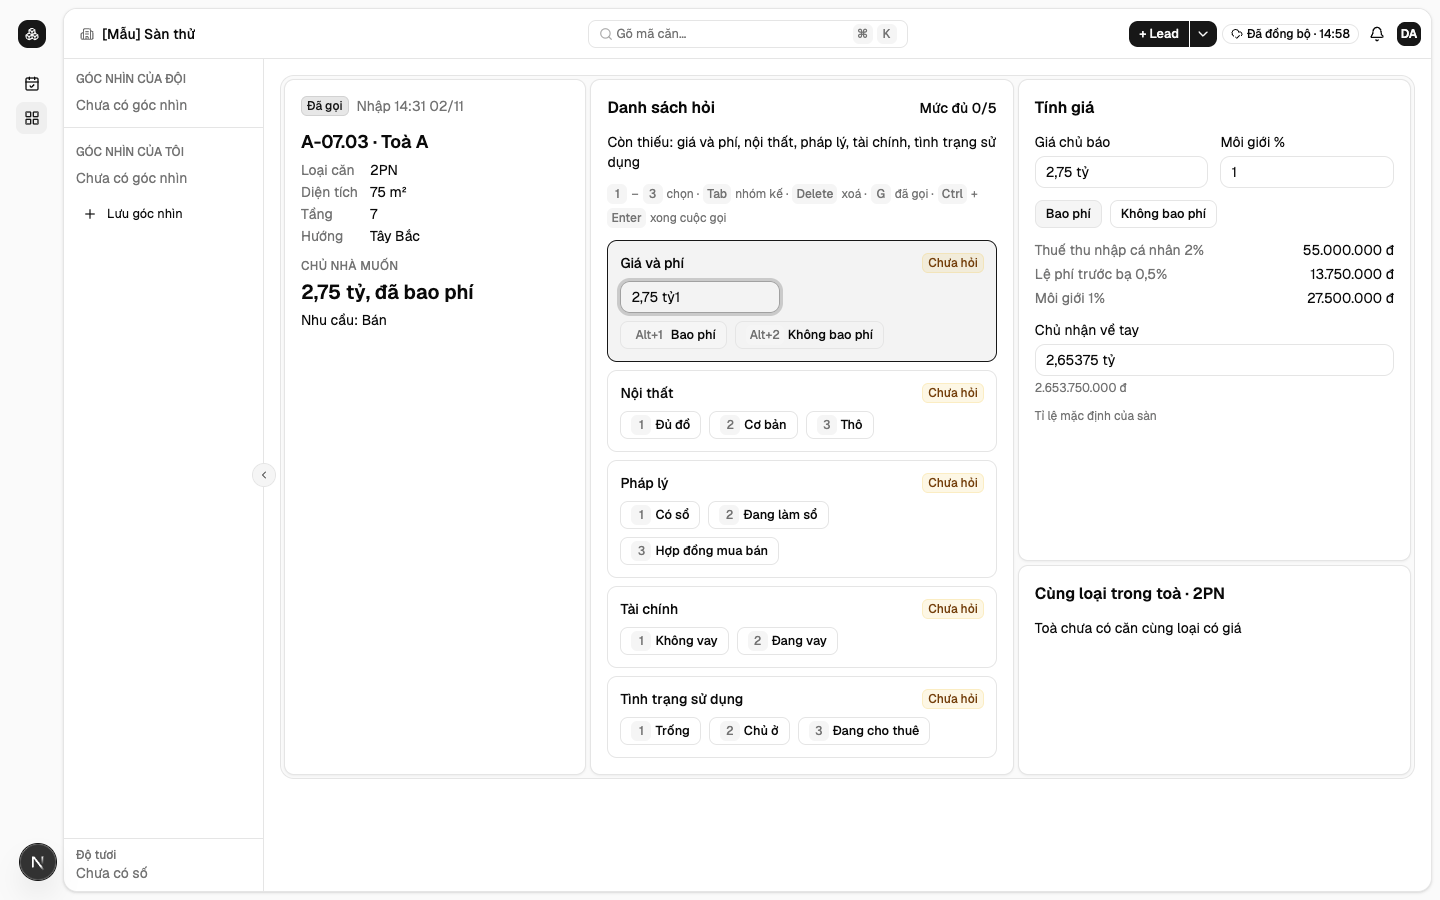 [Mẫu] Sàn thử
Gõ mã căn...
⌘ K
+ Lead
Đã đồng bộ · 14:58
DA
GÓC NHÌN CỦA ĐỘI
Chưa có góc nhìn
GÓC NHÌN CỦA TÔI
Chưa có góc nhìn
+ Lưu góc nhìn
Độ tươi
Chưa có số
N
Đã gọi Nhập 14:31 02/11
A-07.03 · Toà A
Loại căn 2PN
Diện tích 75 m²
Tầng 7
Hướng Tây Bắc
CHỦ NHÀ MUỐN
2,75 tỷ, đã bao phí
Nhu cầu: Bán
Danh sách hỏi Mức đủ 0/5
Còn thiếu: giá và phí, nội thất, pháp lý, tài chính, tình trạng sử
dụng
1 – 3 chọn · Tab nhóm kế · Delete xoá · G đã gọi · Ctrl +
Enter xong cuộc gọi
Giá và phí Chưa hỏi
2,75 tỷ1
Alt+1 Bao phí Alt+2 Không bao phí
Nội thất Chưa hỏi
1 Đủ đồ 2 Cơ bản 3 Thô
Pháp lý Chưa hỏi
1 Có sổ 2 Đang làm sổ
3 Hợp đồng mua bán
Tài chính Chưa hỏi
1 Không vay 2 Đang vay
Tình trạng sử dụng Chưa hỏi
1 Trống 2 Chủ ở 3 Đang cho thuê
Tính giá
Giá chủ báo Môi giới %
2,75 tỷ 1
Bao phí Không bao phí
Thuế thu nhập cá nhân 2% 55.000.000 đ
Lệ phí trước bạ 0,5% 13.750.000 đ
Môi giới 1% 27.500.000 đ
Chủ nhận về tay
2,65375 tỷ
2.653.750.000 đ
Tỉ lệ mặc định của sàn
Cùng loại trong toà · 2PN
Toà chưa có căn cùng loại có giá